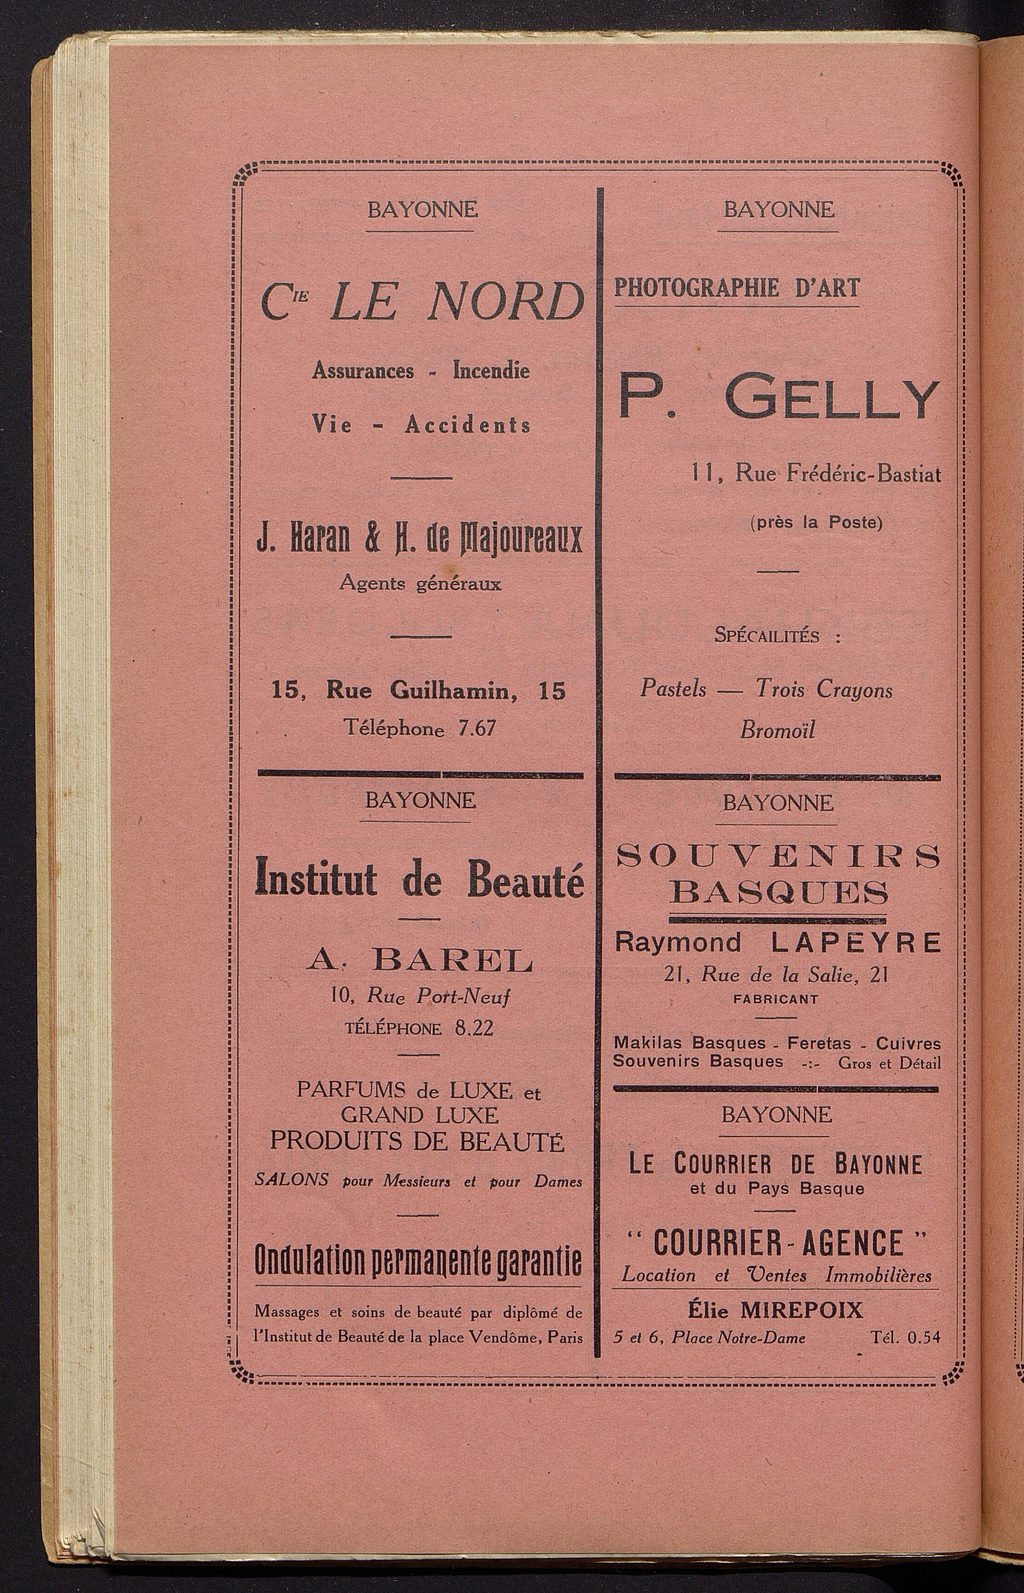 BAYONNE
CIE LE NORD
Assurances - Incendie
Vie - Accidents
J. Haran & H. de Majoureaux
Agents généraux
15, Rue Guilhamin, 15
Téléphone 7.67
BAYONNE
Institut de Beauté
A. BAREL
10, Rue Port-Neuf
TÉLÉPHONE 8.22
PARFUMS de LUXE et
GRAND LUXE
PRODUITS DE BEAUTÉ
SALONS pour Messieurs et pour Dames
Ondulation permanente garantie
Massages et soins de beauté par diplômé de
l'Institut de Beauté de la place Vendôme, Paris
BAYONNE
PHOTOGRAPHIE D'ART
P. GELLY
11, Rue Frédéric-Bastiat
(près la Poste)
SPÉCAILITÉS :
Pastels — Trois Crayons
Bromoïl
BAYONNE
SOUVENIRS
BASQUES
Raymond LAPEYRE
21, Rue de la Salie, 21
FABRICANT
Makilas Basques - Feretas - Cuivres
Souvenirs Basques -:- Gros et Détail
BAYONNE
LE COURRIER DE BAYONNE
et du Pays Basque
" COURRIER-AGENCE "
Location et Ventes Immobilières
Élie MIREPOIX
5 et 6, Place Notre-Dame Tél. 0.54